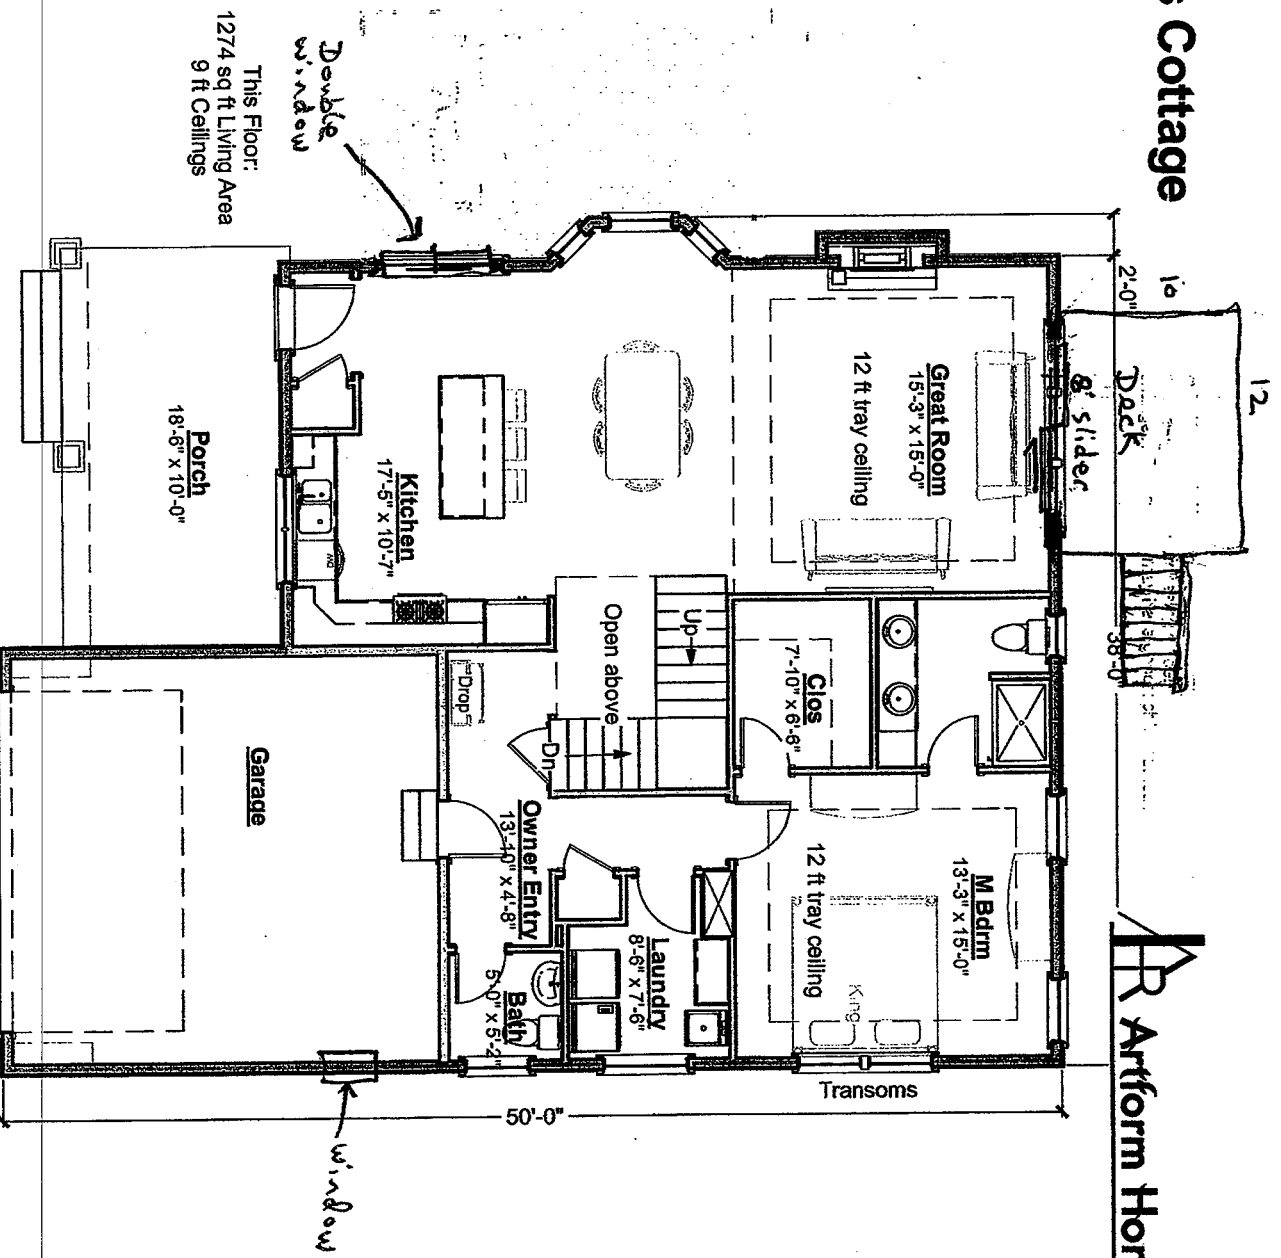 s Cottage
Artform Hor
12
10
Deck
8' slider
2'-0"
38'-0"
Great Room
15'-3" x 15'-0"
12 ft tray ceiling
M Bdrm
13'-3" x 15'-0"
12 ft tray ceiling
King
Transoms
Clos
7'-10" x 6'-6"
Up
Open above
Dn
Laundry
8'-6" x 7'-6"
Owner Entry
13'-10" x 4'-8"
Bath
5'-0" x 5'-2"
Drop
Kitchen
17'-5" x 10'-7"
DW
Double
window
This Floor:
1274 sq ft Living Area
9 ft Ceilings
Porch
18'-6" x 10'-0"
Garage
window
50'-0"